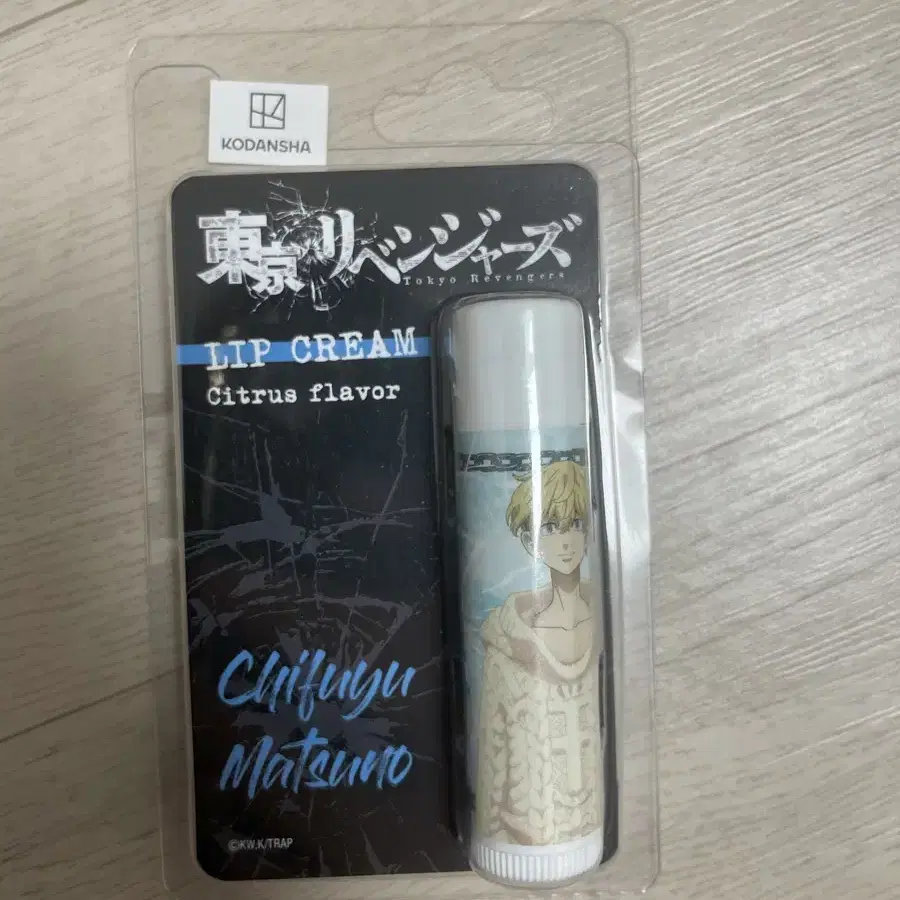 KODANSHA
東京リベンジャーズ
Tokyo Revengers
LIP CREAM
Citrus flavor
Chifuyu
Matsuno
©KW,K/TRAP